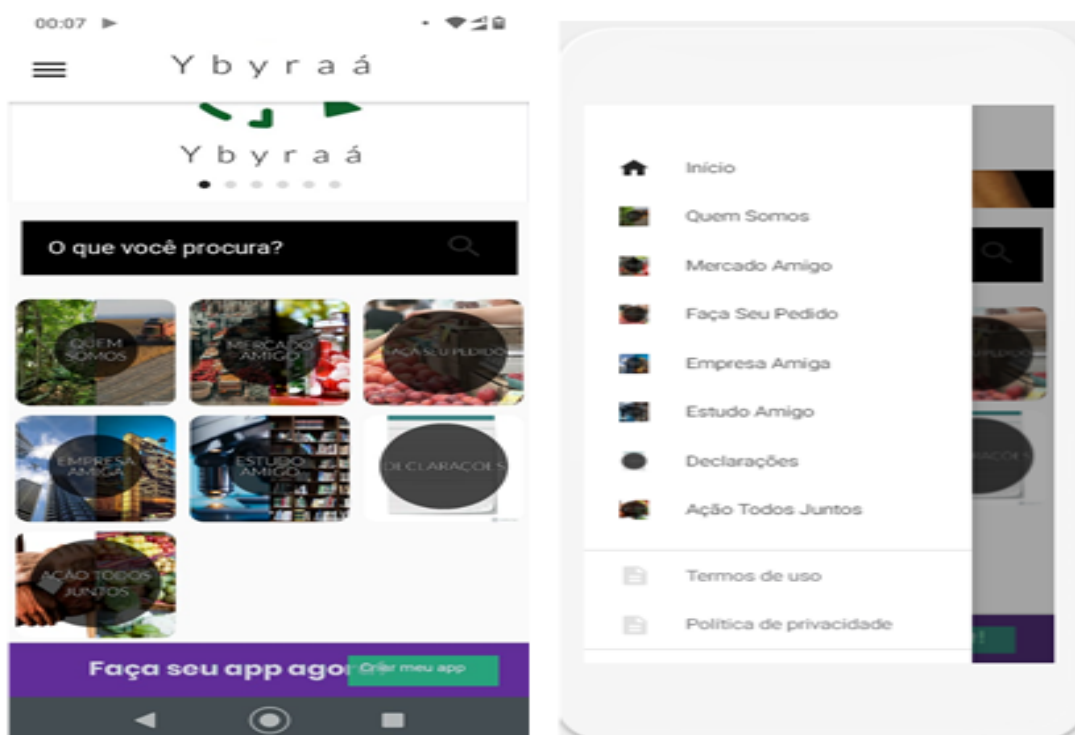 00:07
Ybyraá
Ybyraá
O que você procura?
QUEM
SOMOS
MERCADO
AMIGO
FAÇA SEU PEDIDO
EMPRESA
AMIGA
ESTUDO
AMIGO
DECLARAÇÕES
AÇÃO TODOS
JUNTOS
Faça seu app agora
Criar meu app
Início
Quem Somos
Mercado Amigo
Faça Seu Pedido
Empresa Amiga
Estudo Amigo
Declarações
Ação Todos Juntos
Termos de uso
Política de privacidade